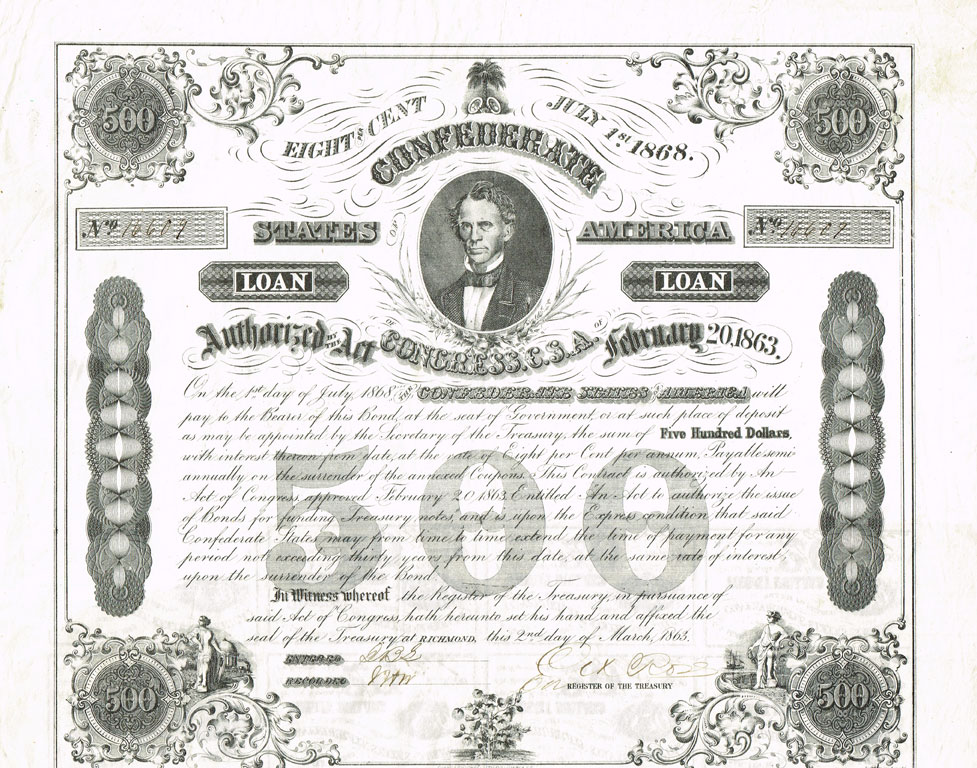 500
500
EIGHT PER CENT
JULY 1ST 1868.
CONFEDERATE
No.
STATES OF AMERICA
No.
LOAN
LOAN
Authorized BY THE Act OF CONGRESS, C.S.A. OF February 20, 1863.
On the 1st day of July, 1868, the CONFEDERATE STATES OF AMERICA will
pay to the Bearer of this Bond, at the seat of Government, or at such place of deposit
as may be appointed by the Secretary of the Treasury, the sum of Five Hundred Dollars,
with interest thereon from date, at the rate of Eight per Cent per annum, Payable semi-
annually on the surrender of the annexed Coupons. This Contract is authorized by An
Act of Congress, approved February 20 1863, Entitled "An Act to authorize the issue
of Bonds for funding Treasury notes, and is upon the Express condition that said
Confederate States may from time to time extend the time of payment for any
period not exceeding thirty years from this date, at the same rate of interest,
upon the surrender of the Bond.
500
In Witness whereof the Register of the Treasury, in pursuance of
said Act of Congress, hath hereunto set his hand and affixed the
seal of the Treasury at RICHMOND, this 2nd day of March, 1863.
ENTERED
RECORDED
REGISTER OF THE TREASURY
500
500